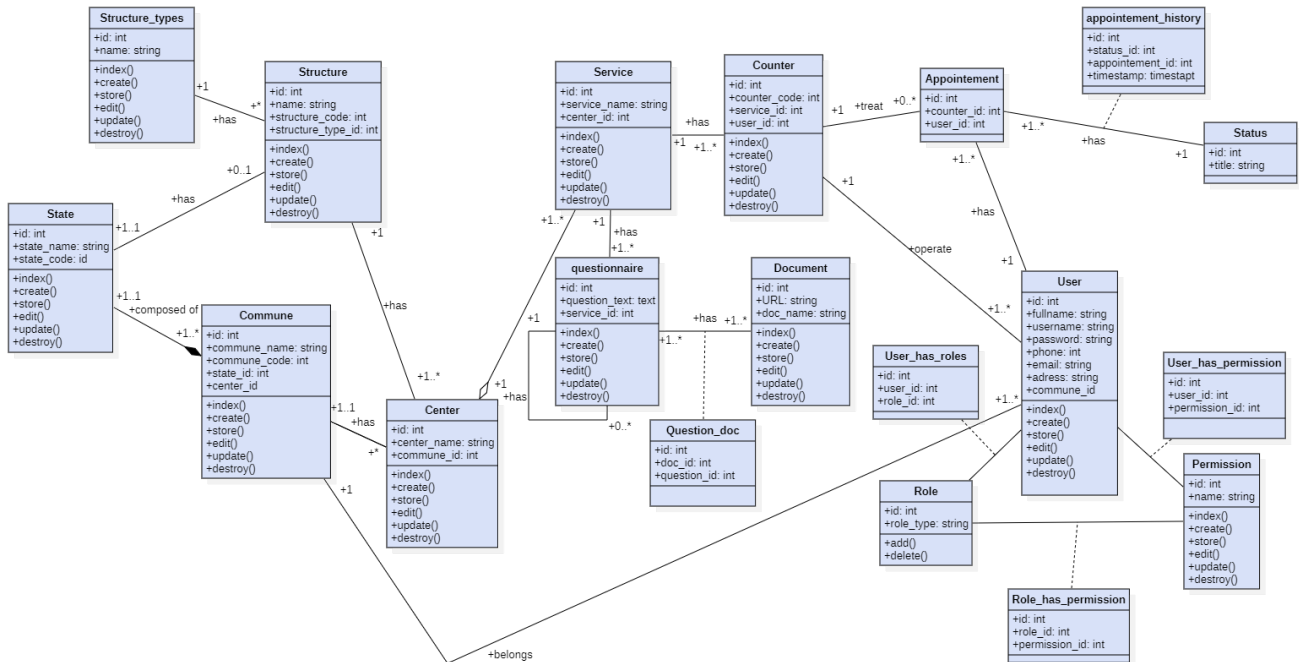 Structure_types
+id: int
+name: string
+index()
+create()
+store()
+edit()
+update()
+destroy()
+1
+*
+has
Structure
+id: int
+name: string
+structure_code: int
+structure_type_id: int
+index()
+create()
+store()
+edit()
+update()
+destroy()
+0..1
+has
+1..1
State
+id: int
+state_name: string
+state_code: id
+index()
+create()
+store()
+edit()
+update()
+destroy()
+1..1
+composed of
+1..*
Commune
+id: int
+commune_name: string
+commune_code: int
+state_id: int
+center_id
+index()
+create()
+store()
+edit()
+update()
+destroy()
+1..1
+has
+*
+1
+1
+has
+1..*
Center
+id: int
+center_name: string
+commune_id: int
+index()
+create()
+store()
+edit()
+update()
+destroy()
+1
+1..*
Service
+id: int
+service_name: string
+center_id: int
+index()
+create()
+store()
+edit()
+update()
+destroy()
+has
+1
+1..*
+1
+has
+1..*
questionnaire
+id: int
+question_text: text
+service_id: int
+index()
+create()
+store()
+edit()
+update()
+destroy()
+1
+has
+0..*
+has
+1..*
+1..*
Document
+id: int
+URL: string
+doc_name: string
+index()
+create()
+store()
+edit()
+update()
+destroy()
Question_doc
+id: int
+doc_id: int
+question_id: int
Counter
+id: int
+counter_code: int
+service_id: int
+user_id: int
+index()
+create()
+store()
+edit()
+update()
+destroy()
+1
+treat
+0..*
+1
+operate
+1..*
Appointement
+id: int
+counter_id: int
+user_id: int
+1..*
+has
+1
+1..*
+has
+1
appointement_history
+id: int
+status_id: int
+appointement_id: int
+timestamp: timestapt
Status
+id: int
+title: string
User
+id: int
+fullname: string
+username: string
+password: string
+phone: int
+email: string
+adress: string
+commune_id
+index()
+create()
+store()
+edit()
+update()
+destroy()
+1..*
User_has_roles
+id: int
+user_id: int
+role_id: int
User_has_permission
+id: int
+user_id: int
+permission_id: int
Role
+id: int
+role_type: string
+add()
+delete()
Permission
+id: int
+name: string
+index()
+create()
+store()
+edit()
+update()
+destroy()
Role_has_permission
+id: int
+role_id: int
+permission_id: int
+belongs